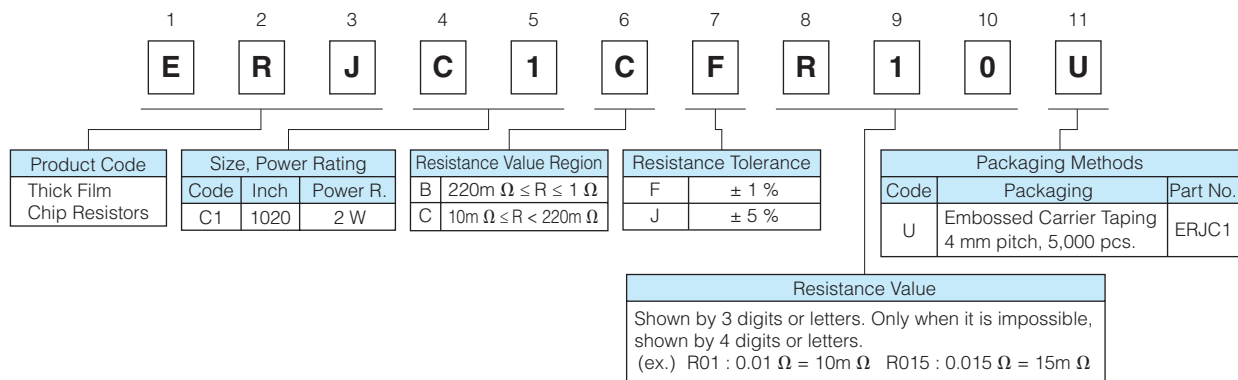 1 2 3 4 5 6 7 8 9 10 11
E R J C 1 C F R 1 0 U
Product Code
Thick Film
Chip Resistors
Size, Power Rating
Code Inch Power R.
C1 1020 2 W
Resistance Value Region
B 220m Ω ≤ R ≤ 1 Ω
C 10m Ω ≤ R < 220m Ω
Resistance Tolerance
F ± 1 %
J ± 5 %
Packaging Methods
Code Packaging Part No.
U Embossed Carrier Taping
4 mm pitch, 5,000 pcs. ERJC1
Resistance Value
Shown by 3 digits or letters. Only when it is impossible,
shown by 4 digits or letters.
(ex.) R01 : 0.01 Ω = 10m Ω R015 : 0.015 Ω = 15m Ω